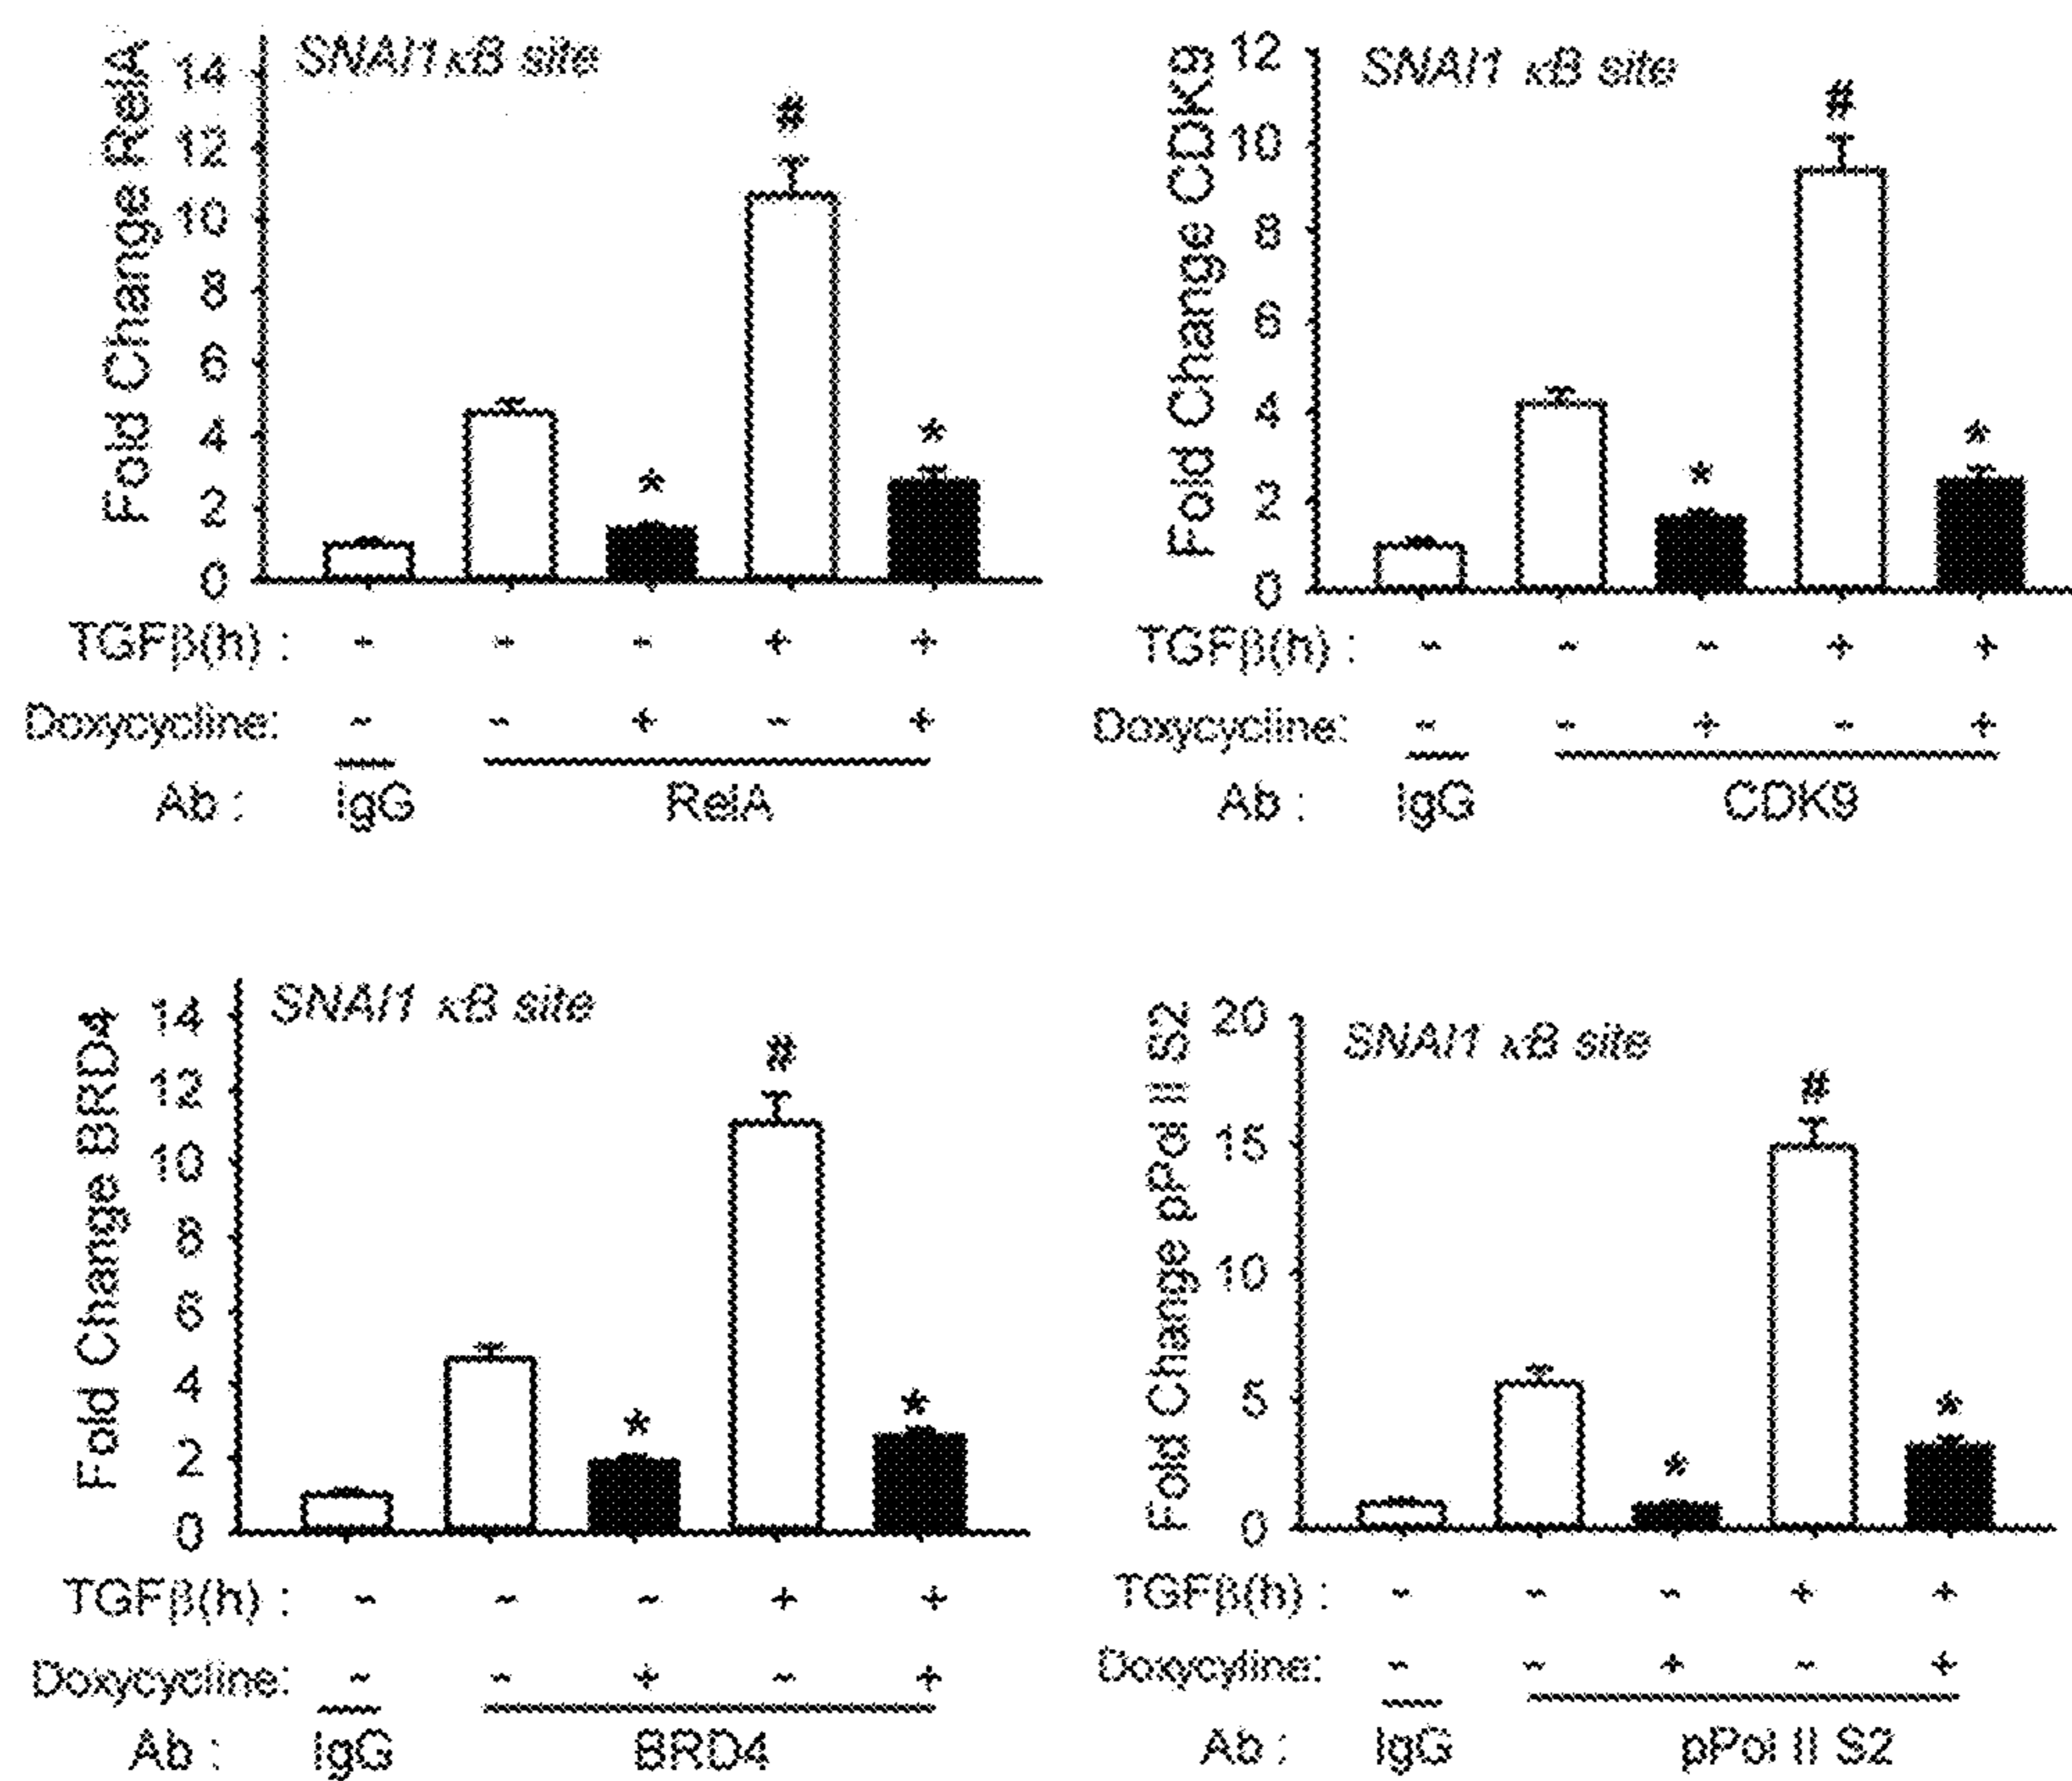 Fold Change RelA
SNAI1κB site
14
12
10
8
6
4
2
0
#
*
*
TGFβ(h) : - - - + +
Doxycycline: - - + - +
Ab : IgG RelA
Fold Change CDK9
SNAI1 κB site
12
10
8
6
4
2
0
#
*
*
TGFβ(h) : - - - + +
Doxycycline: - - + - +
Ab : IgG CDK9
Fold Change BRD4
SNAI1 κB site
14
12
10
8
6
4
2
0
#
*
*
TGFβ(h) : - - - + +
Doxycycline: - - + - +
Ab : IgG BRD4
Fold Change pPol II S2
SNAI1 κB site
20
15
10
5
0
#
*
*
TGFβ(h) : - - - + +
Doxycyline: - - + - +
Ab : IgG pPol II S2